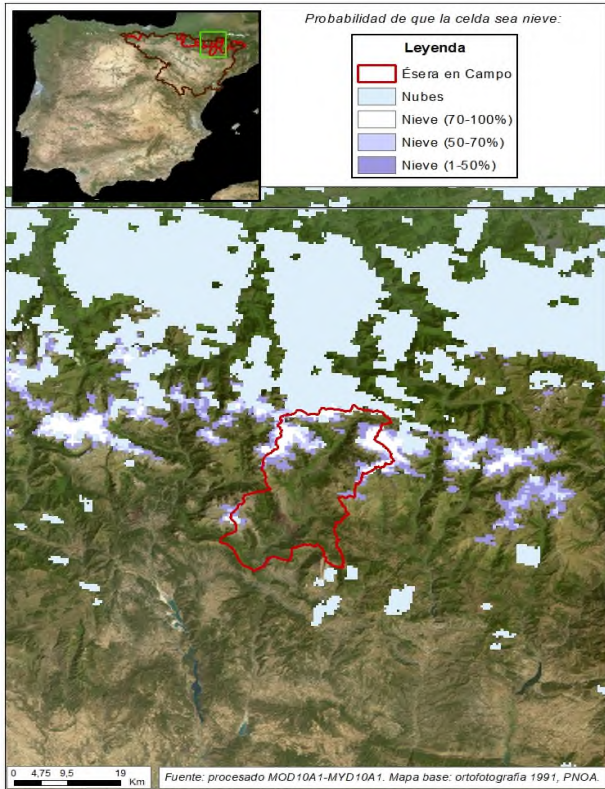 Probabilidad de que la celda sea nieve:
Leyenda
Ésera en Campo
Nubes
Nieve (70-100%)
Nieve (50-70%)
Nieve (1-50%)
0 4,75 9,5 19
Km
Fuente: procesado MOD10A1-MYD10A1. Mapa base: ortofotografía 1991, PNOA.